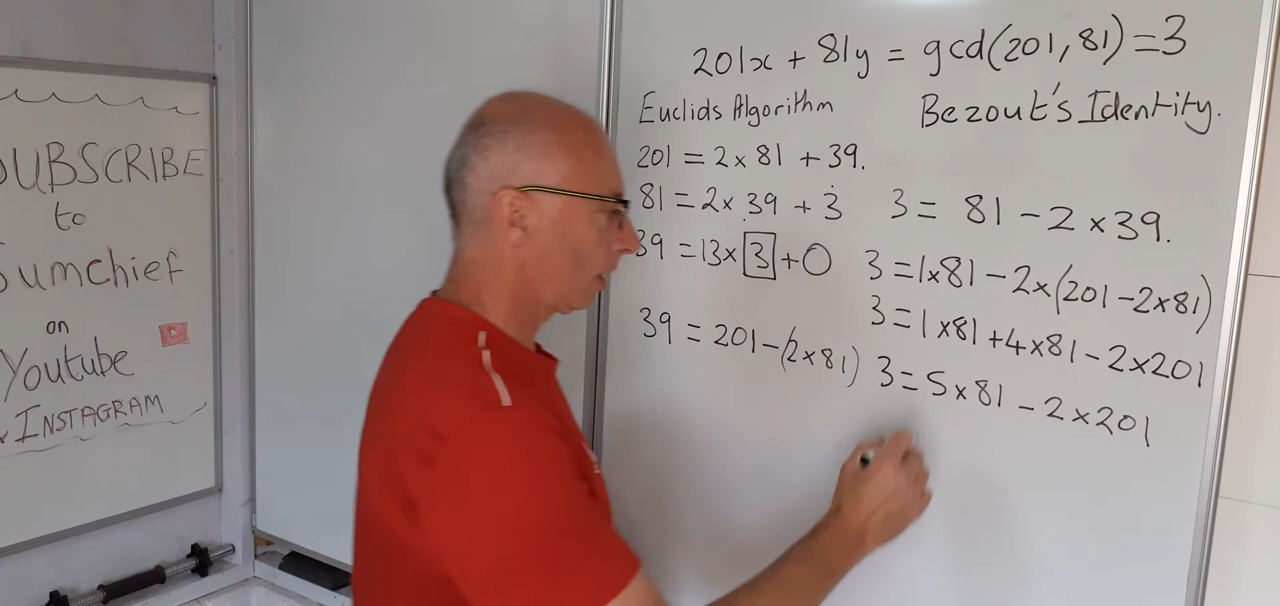 SUBSCRIBE
to
Sumchief
on
Youtube
INSTAGRAM
201x + 81y = gcd(201, 81) = 3
Euclids Algorithm
Bezout's Identity.
201 = 2 x 81 + 39.
81 = 2 x 39 + 3
39 = 13 x 3 + 0
39 = 201 - (2 x 81)
3 = 81 - 2 x 39.
3 = 1 x 81 - 2 x (201 - 2 x 81)
3 = 1 x 81 + 4 x 81 - 2 x 201
3 = 5 x 81 - 2 x 201